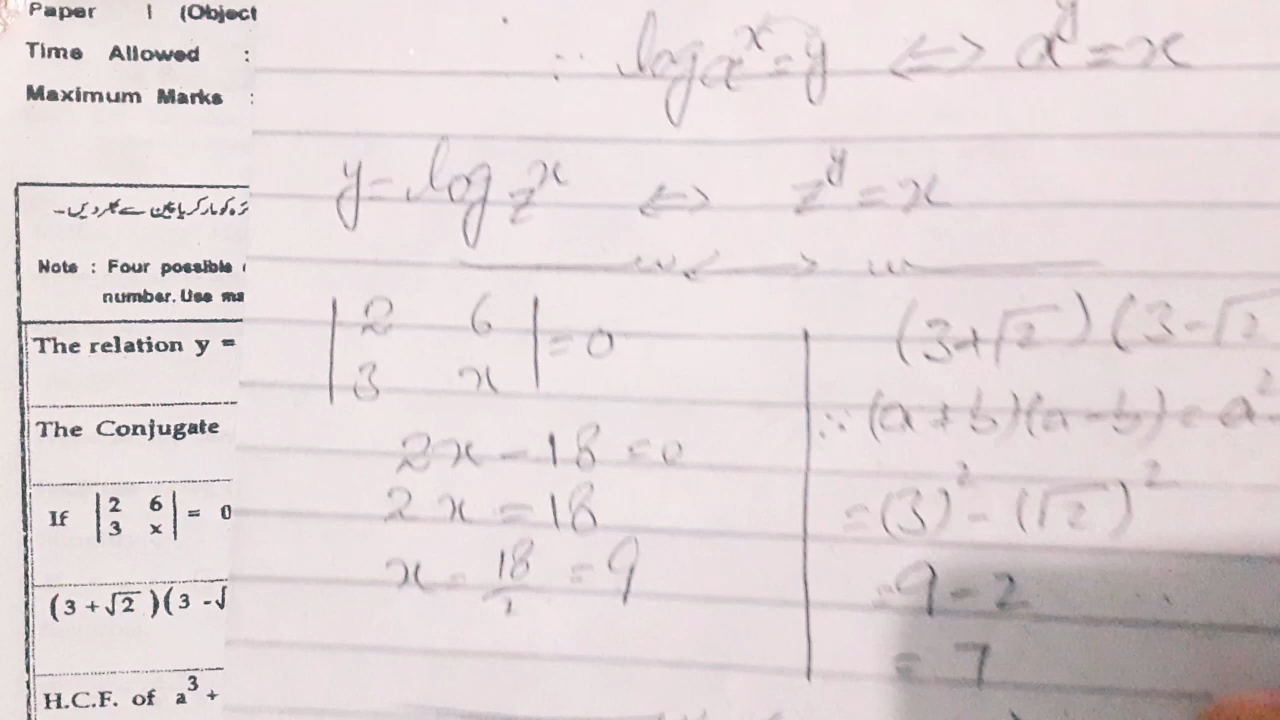 Paper I (Object
Time Allowed :
Maximum Marks :
Note : Four possible
number. Use ma
The relation y =
The Conjugate
If |2 6| = 0
|3 x|
(3 + √2)(3 - √
H.C.F. of a³ +
∵ logₐx = y ⇔ aʸ = x
y = log_z x ⇔ zʸ = x
|2 6| = 0
|3 x|
2x - 18 = 0
2x = 18
x = 18/2 = 9
(3+√2)(3-√2
∵ (a+b)(a-b) = a²
= (3)² - (√2)²
= 9 - 2
= 7